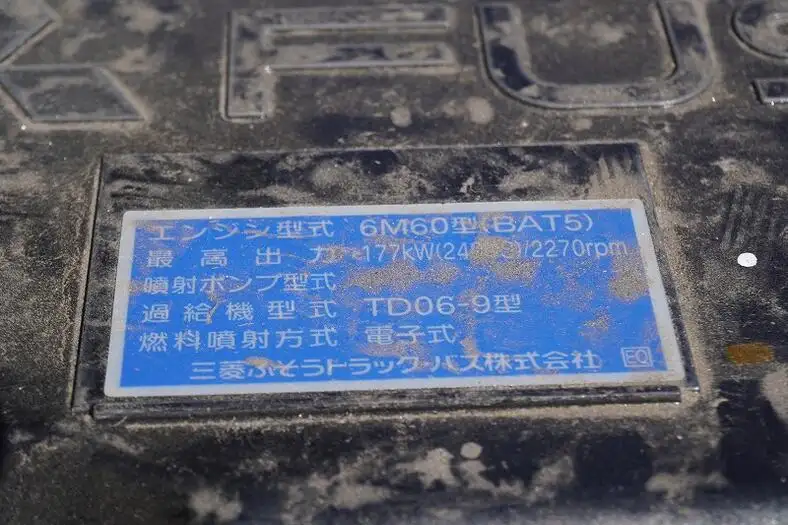 FUS
エンジン型式 6M60型(BAT5)
最高出力 177kW(24)/2270rpm
噴射ポンプ型式
過給機型式 TD06-9型
燃料噴射方式 電子式
三菱ふそうトラック・バス株式会社 EQ